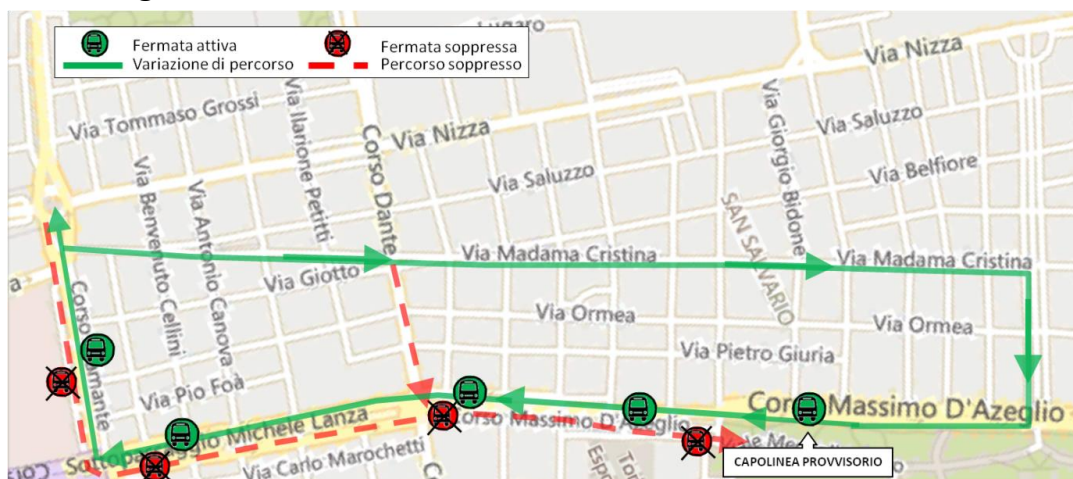 Fermata attiva
Variazione di percorso
Fermata soppressa
Percorso soppresso
Via Nizza
Via Tommaso Grossi
Via Ilarione Petitti
Corso Dante
Via Nizza
Via Giorgio Bidone
Via Saluzzo
Via Saluzzo
Via Belfiore
Via Benvenuto Cellini
Via Antonio Canova
SAN SALVARIO
Via Madama Cristina
Via Madama Cristina
Via Giotto
Via Ormea
Via Ormea
Via Pietro Giuria
Via Pio Foà
Massimo D'Azeglio
Corso Massimo D'Azeglio
Michele Lanza
Via Carlo Marochetti
CAPOLINEA PROVVISORIO